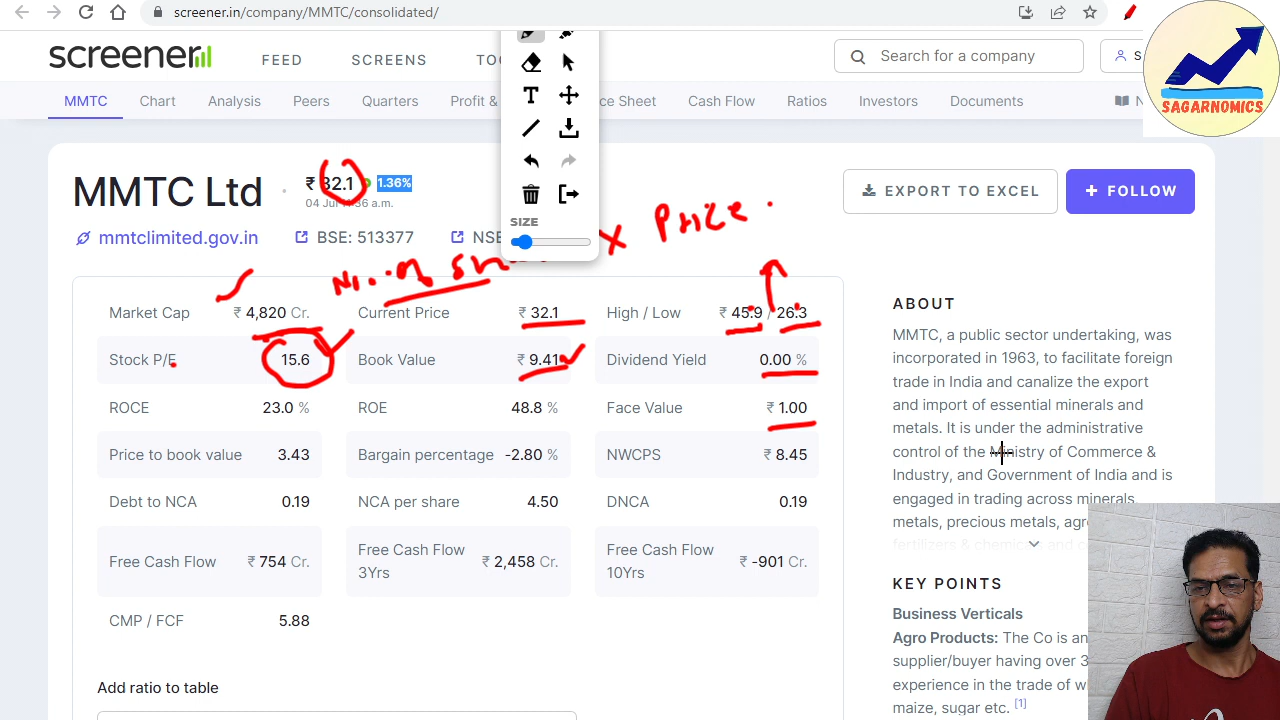 screener.in/company/MMTC/consolidated/
screener
FEED
SCREENS
Search for a company
SAGARNOMICS
MMTC
Chart
Analysis
Peers
Quarters
Profit &
ce Sheet
Cash Flow
Ratios
Investors
Documents
T
SIZE
MMTC Ltd
₹ 32.1
1.36%
mmtclimited.gov.in
BSE: 513377
No. of
x Price.
EXPORT TO EXCEL
+ FOLLOW
Market Cap ₹ 4,820 Cr.
Current Price ₹ 32.1
High / Low ₹ 45.9 / 26.3
Stock P/E 15.6
Book Value ₹ 9.41
Dividend Yield 0.00 %
ROCE 23.0 %
ROE 48.8 %
Face Value ₹ 1.00
Price to book value 3.43
Bargain percentage -2.80 %
NWCPS ₹ 8.45
Debt to NCA 0.19
NCA per share 4.50
DNCA 0.19
Free Cash Flow ₹ 754 Cr.
Free Cash Flow
3Yrs ₹ 2,458 Cr.
Free Cash Flow
10Yrs ₹ -901 Cr.
CMP / FCF 5.88
Add ratio to table
ABOUT
MMTC, a public sector undertaking, was
incorporated in 1963, to facilitate foreign
trade in India and canalize the export
and import of essential minerals and
metals. It is under the administrative
control of the Ministry of Commerce &
Industry, and Government of India and is
engaged in trading across minerals,
metals, precious metals,
KEY POINTS
Business Verticals
Agro Products: The Co is an
supplier/buyer having over 3
experience in the trade of
maize, sugar etc. [1]